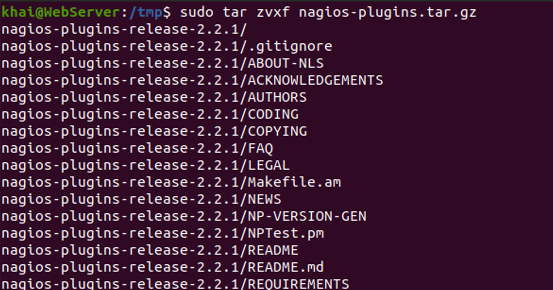 khai@WebServer:/tmp$ sudo tar zvxf nagios-plugins.tar.gz
nagios-plugins-release-2.2.1/
nagios-plugins-release-2.2.1/.gitignore
nagios-plugins-release-2.2.1/ABOUT-NLS
nagios-plugins-release-2.2.1/ACKNOWLEDGEMENTS
nagios-plugins-release-2.2.1/AUTHORS
nagios-plugins-release-2.2.1/CODING
nagios-plugins-release-2.2.1/COPYING
nagios-plugins-release-2.2.1/FAQ
nagios-plugins-release-2.2.1/LEGAL
nagios-plugins-release-2.2.1/Makefile.am
nagios-plugins-release-2.2.1/NEWS
nagios-plugins-release-2.2.1/NP-VERSION-GEN
nagios-plugins-release-2.2.1/NPTest.pm
nagios-plugins-release-2.2.1/README
nagios-plugins-release-2.2.1/README.md
nagios-plugins-release-2.2.1/REQUIREMENTS